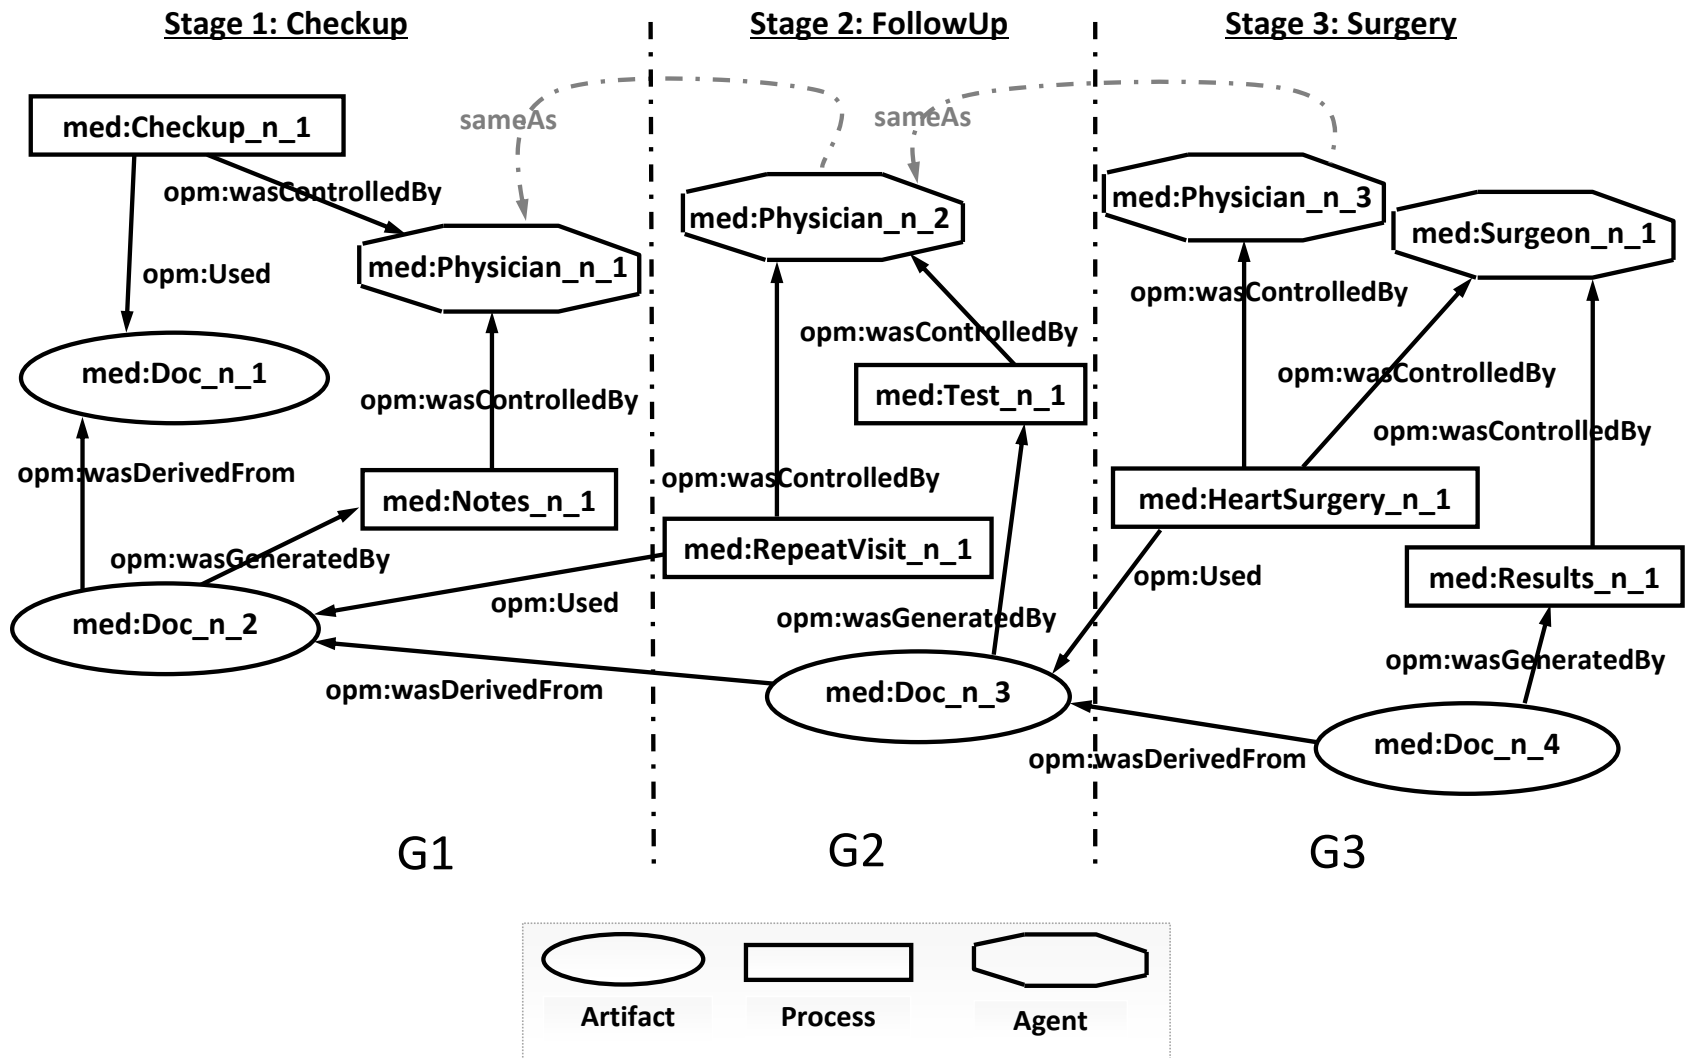 Stage 1: Checkup
Stage 2: FollowUp
Stage 3: Surgery
med:Checkup_n_1
sameAs
sameAs
opm:wasControlledBy
med:Physician_n_1
opm:Used
med:Doc_n_1
opm:wasControlledBy
opm:wasDerivedFrom
med:Notes_n_1
opm:wasGeneratedBy
med:Doc_n_2
opm:Used
opm:wasDerivedFrom
med:Physician_n_2
opm:wasControlledBy
med:Test_n_1
opm:wasControlledBy
med:RepeatVisit_n_1
opm:wasGeneratedBy
med:Doc_n_3
med:Physician_n_3
med:Surgeon_n_1
opm:wasControlledBy
opm:wasControlledBy
opm:wasControlledBy
med:HeartSurgery_n_1
opm:Used
med:Results_n_1
opm:wasGeneratedBy
med:Doc_n_4
opm:wasDerivedFrom
G1
G2
G3
Artifact
Process
Agent